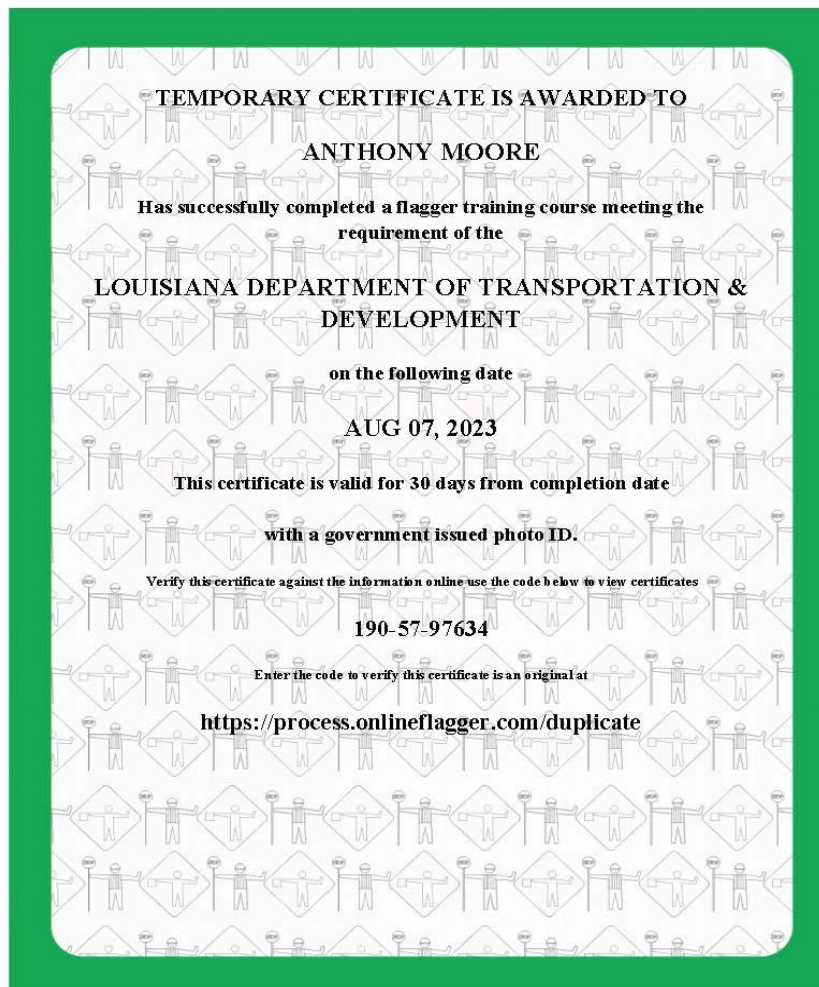 TEMPORARY CERTIFICATE IS AWARDED TO
ANTHONY MOORE
Has successfully completed a flagger training course meeting the
requirement of the
LOUISIANA DEPARTMENT OF TRANSPORTATION &
DEVELOPMENT
on the following date
AUG 07, 2023
This certificate is valid for 30 days from completion date
with a government issued photo ID.
Verify this certificate against the information online use the code below to view certificates
190-57-97634
Enter the code to verify this certificate is an original at
https://process.onlineflagger.com/duplicate